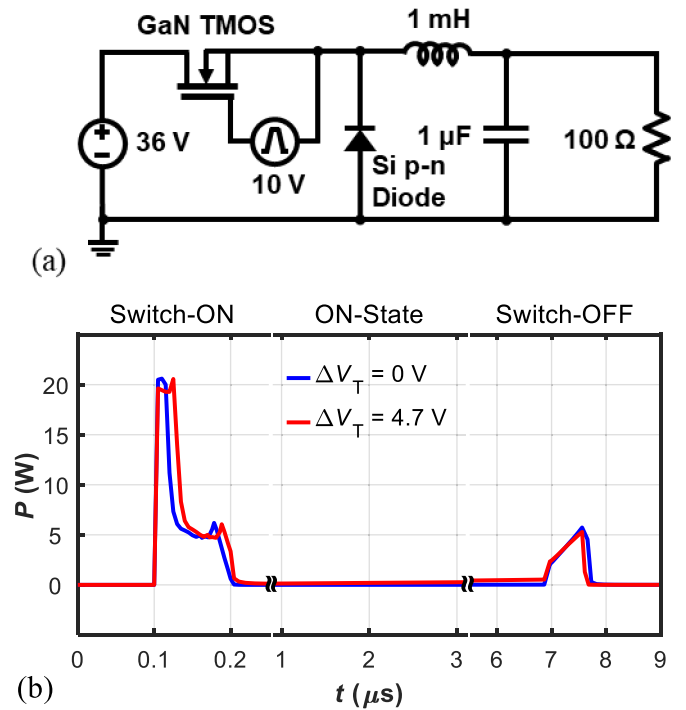 GaN TMOS
1 mH
36 V
10 V
Si p-n
Diode
1 μF
100 Ω
(a)
Switch-ON ON-State Switch-OFF
ΔV_T = 0 V
ΔV_T = 4.7 V
P (W)
20
15
10
5
0
0 0.1 0.2 1 2 3 6 7 8 9
t (μs)
(b)